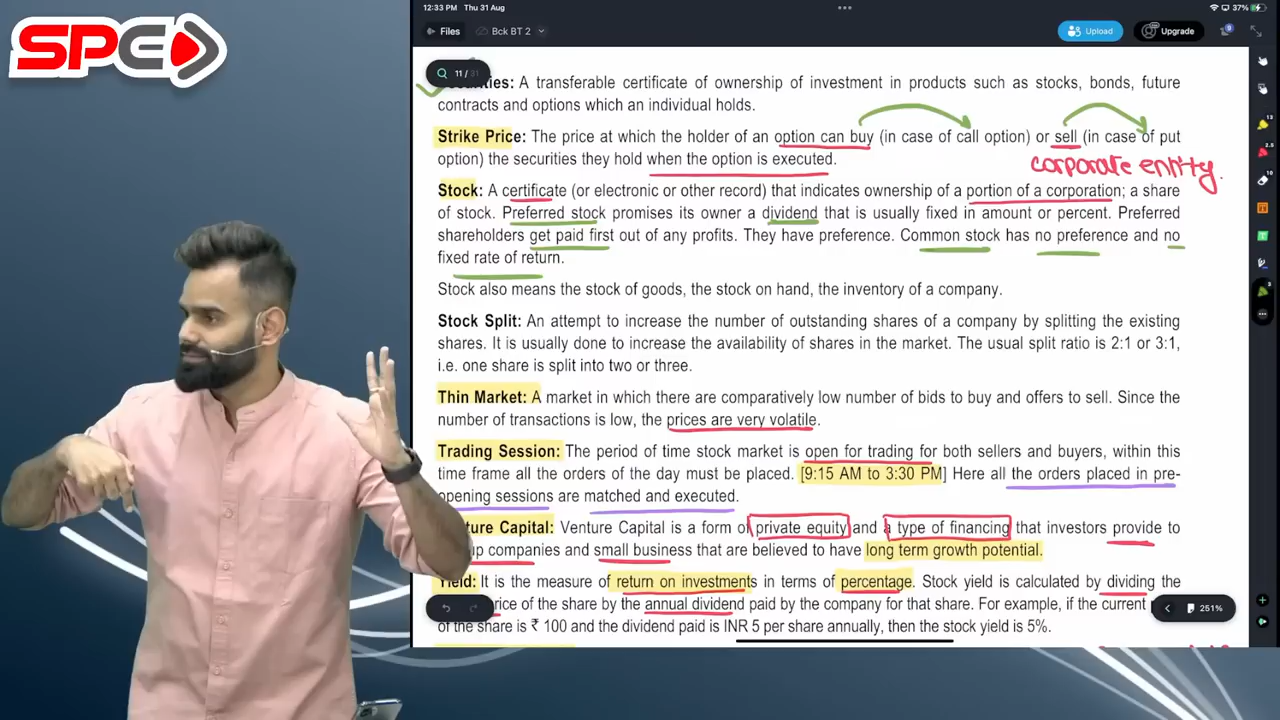 SPC
12:33 PM Thu 31 Aug
37%
Files
Bck BT 2
Upload
Upgrade
11 / 31
A transferable certificate of ownership of investment in products such as stocks, bonds, future
contracts and options which an individual holds.
Strike Price: The price at which the holder of an option can buy (in case of call option) or sell (in case of put
option) the securities they hold when the option is executed.
corporate entity.
Stock: A certificate (or electronic or other record) that indicates ownership of a portion of a corporation; a share
of stock. Preferred stock promises its owner a dividend that is usually fixed in amount or percent. Preferred
shareholders get paid first out of any profits. They have preference. Common stock has no preference and no
fixed rate of return.
Stock also means the stock of goods, the stock on hand, the inventory of a company.
Stock Split: An attempt to increase the number of outstanding shares of a company by splitting the existing
shares. It is usually done to increase the availability of shares in the market. The usual split ratio is 2:1 or 3:1,
i.e. one share is split into two or three.
Thin Market: A market in which there are comparatively low number of bids to buy and offers to sell. Since the
number of transactions is low, the prices are very volatile.
Trading Session: The period of time stock market is open for trading for both sellers and buyers, within this
time frame all the orders of the day must be placed. [9:15 AM to 3:30 PM] Here all the orders placed in pre-
opening sessions are matched and executed.
Capital: Venture Capital is a form of private equity and a type of financing that investors provide to
companies and small business that are believed to have long term growth potential.
Yield: It is the measure of return on investments in terms of percentage. Stock yield is calculated by dividing the
of the share by the annual dividend paid by the company for that share. For example, if the current
of the share is ₹ 100 and the dividend paid is INR 5 per share annually, then the stock yield is 5%.
251%